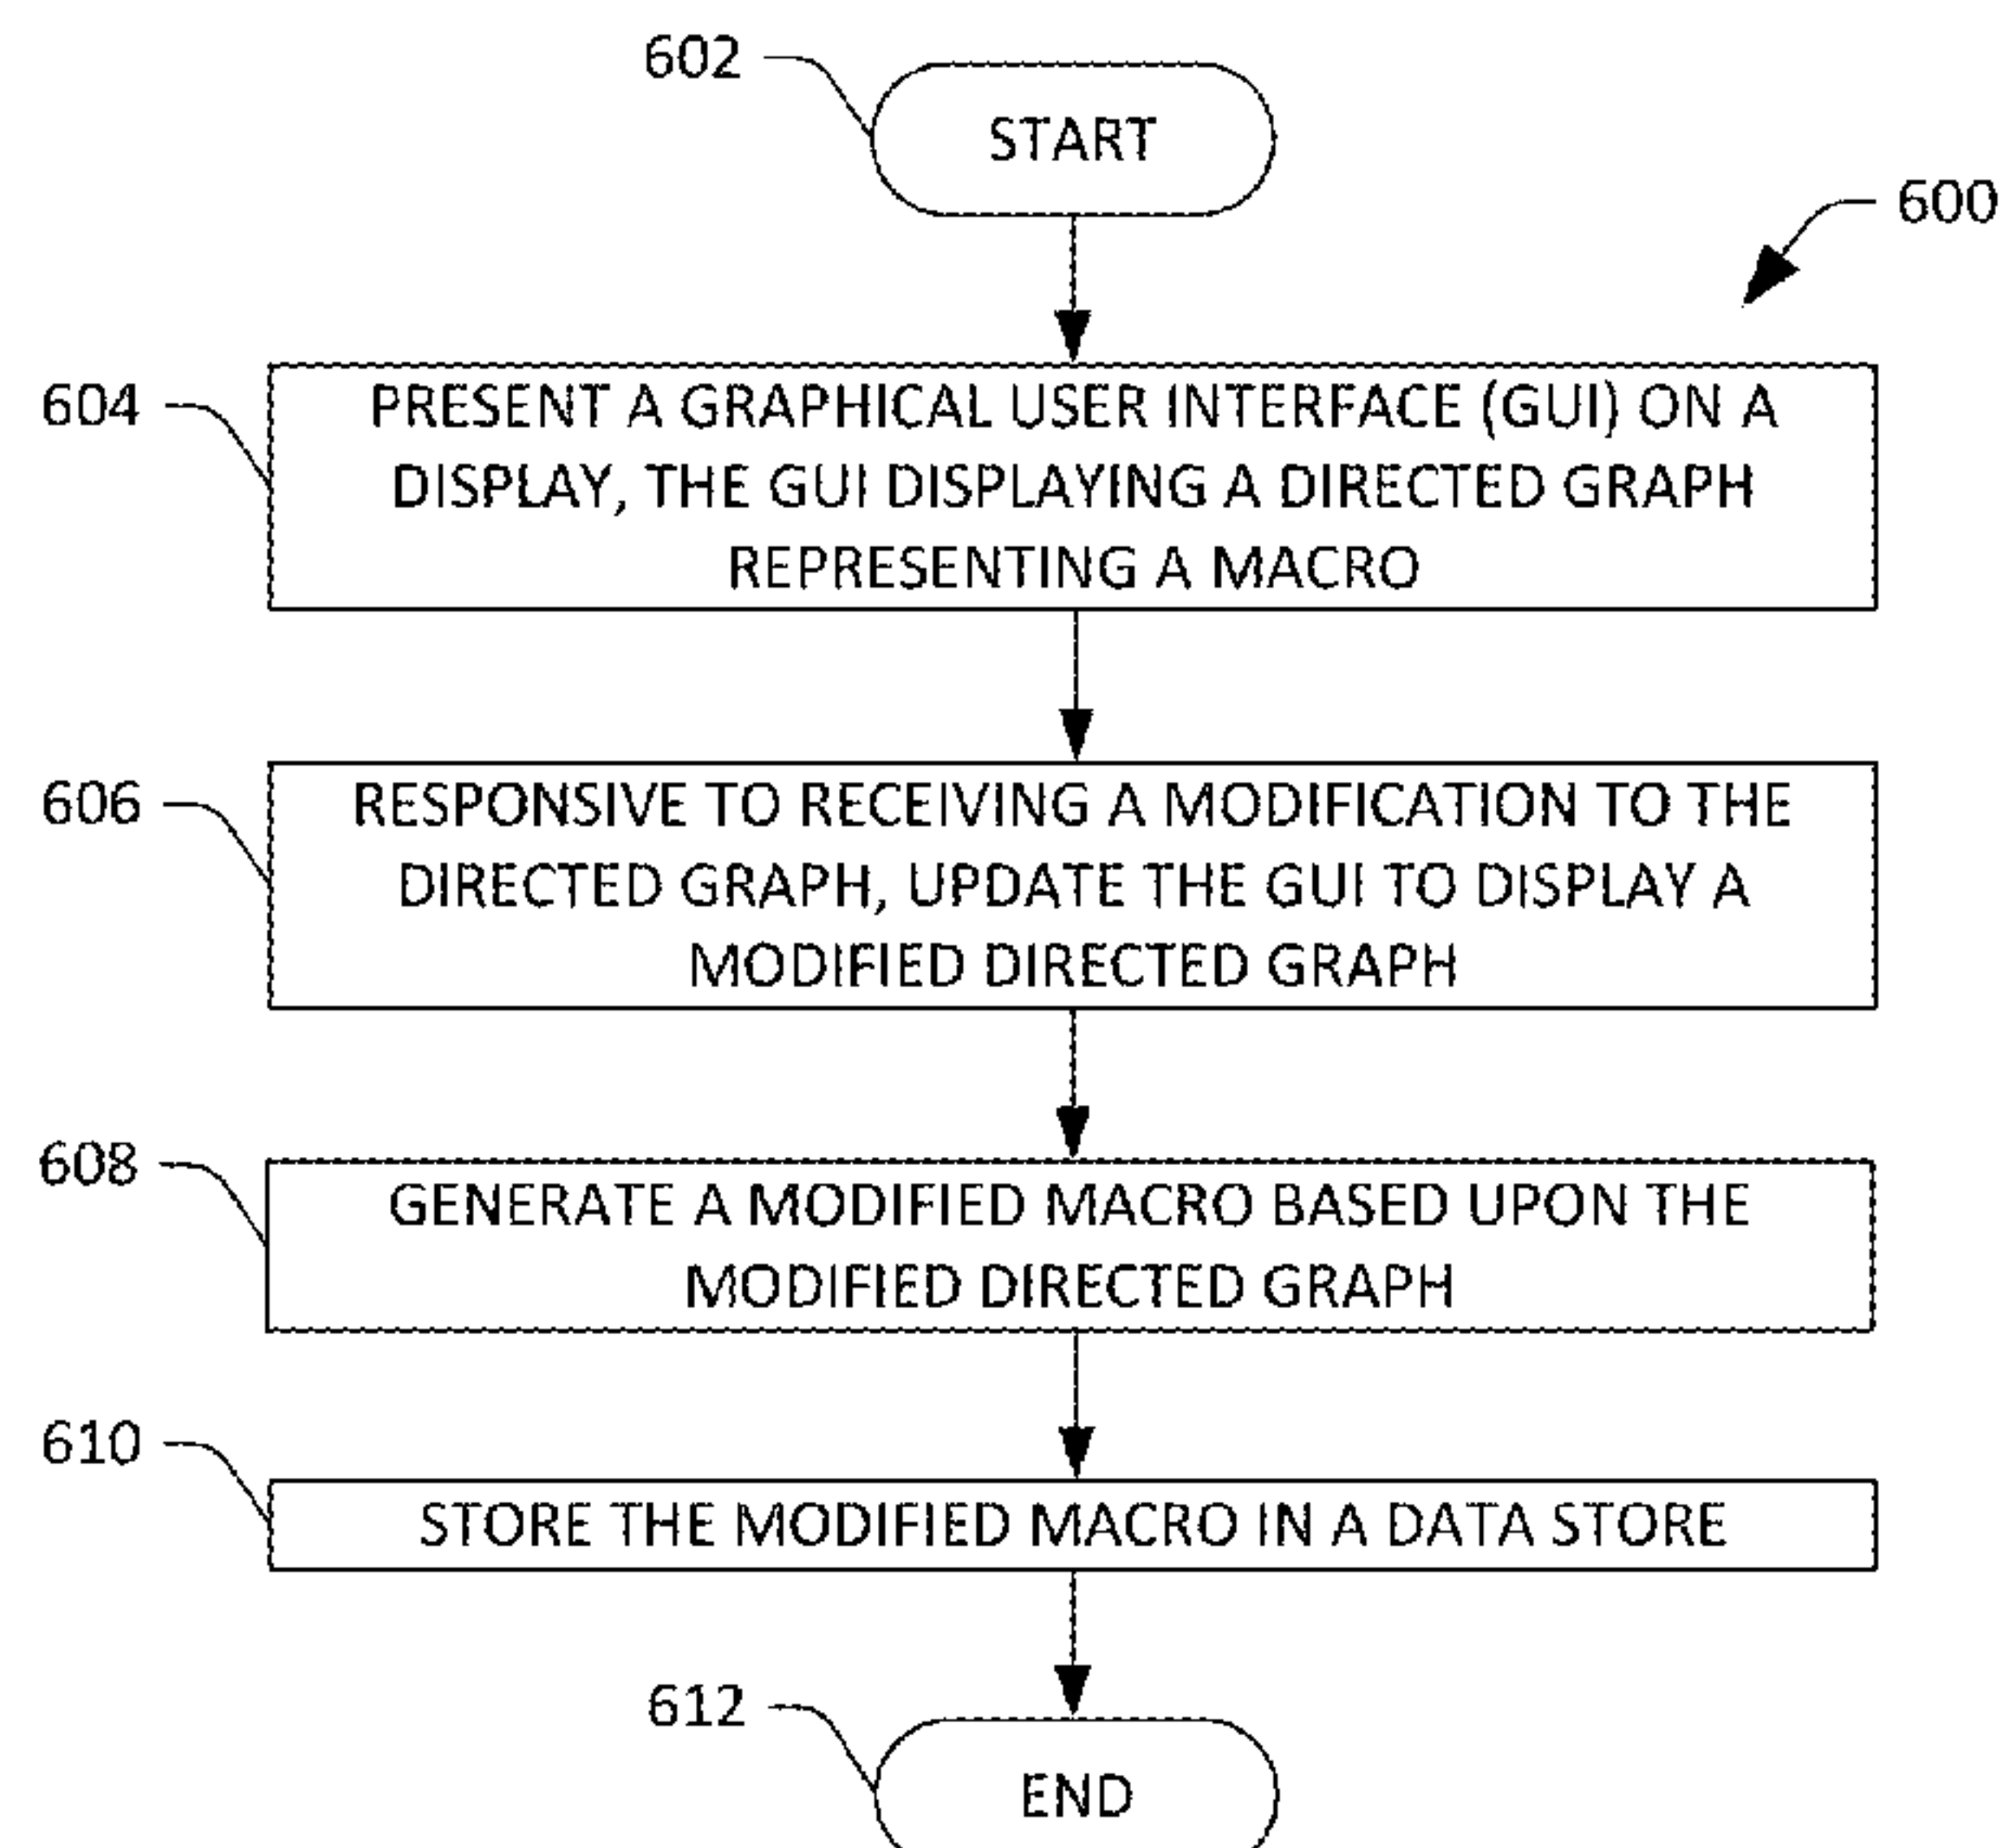 602
START
600
604
PRESENT A GRAPHICAL USER INTERFACE (GUI) ON A
DISPLAY, THE GUI DISPLAYING A DIRECTED GRAPH
REPRESENTING A MACRO
606
RESPONSIVE TO RECEIVING A MODIFICATION TO THE
DIRECTED GRAPH, UPDATE THE GUI TO DISPLAY A
MODIFIED DIRECTED GRAPH
608
GENERATE A MODIFIED MACRO BASED UPON THE
MODIFIED DIRECTED GRAPH
610
STORE THE MODIFIED MACRO IN A DATA STORE
612
END